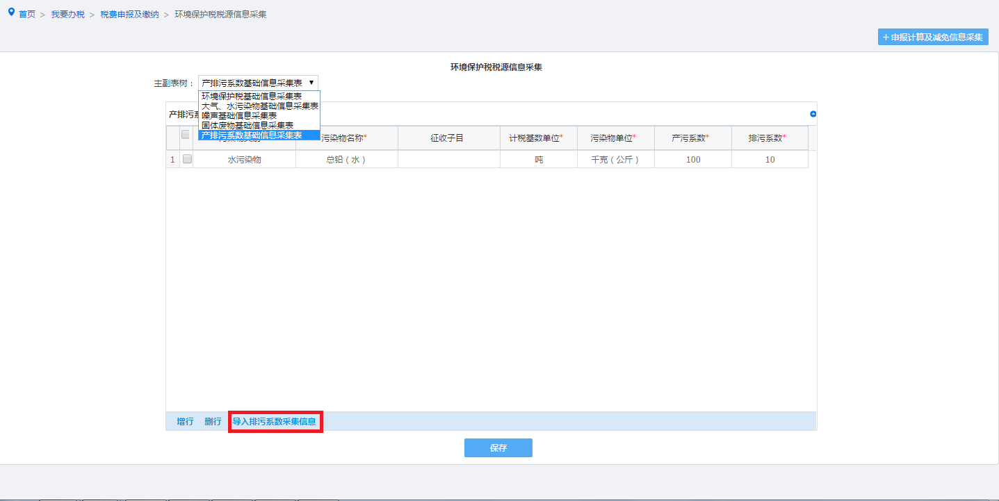 首页 > 我要办税 > 税费申报及缴纳 > 环境保护税税源信息采集
+ 申报计算及减免信息采集
环境保护税税源信息采集
主副表树： 产排污系数基础信息采集表
环境保护税基础信息采集表
大气、水污染物基础信息采集表
噪声基础信息采集表
固体废物基础信息采集表
产排污系数基础信息采集表
产排污系
污染物名称* 征收子目 计税基数单位* 污染物单位* 产污系数* 排污系数*
1 水污染物 总铅（水） 吨 千克（公斤） 100 10
增行 删行 导入排污系数采集信息
保存